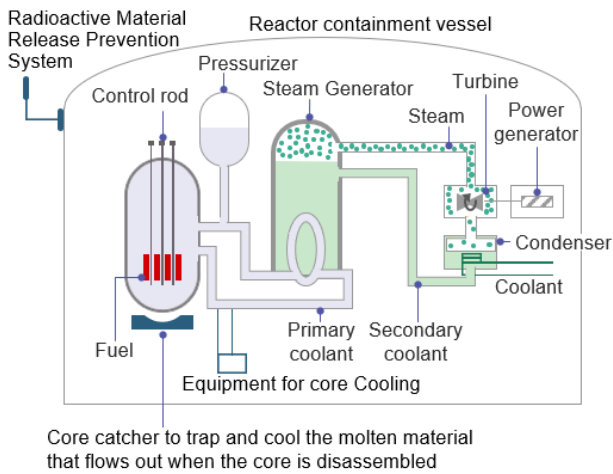 Radioactive Material
Release Prevention
System
Reactor containment vessel
Pressurizer
Control rod
Steam Generator
Turbine
Steam
Power
generator
Condenser
Coolant
Fuel
Primary
coolant
Secondary
coolant
Equipment for core Cooling
Core catcher to trap and cool the molten material
that flows out when the core is disassembled